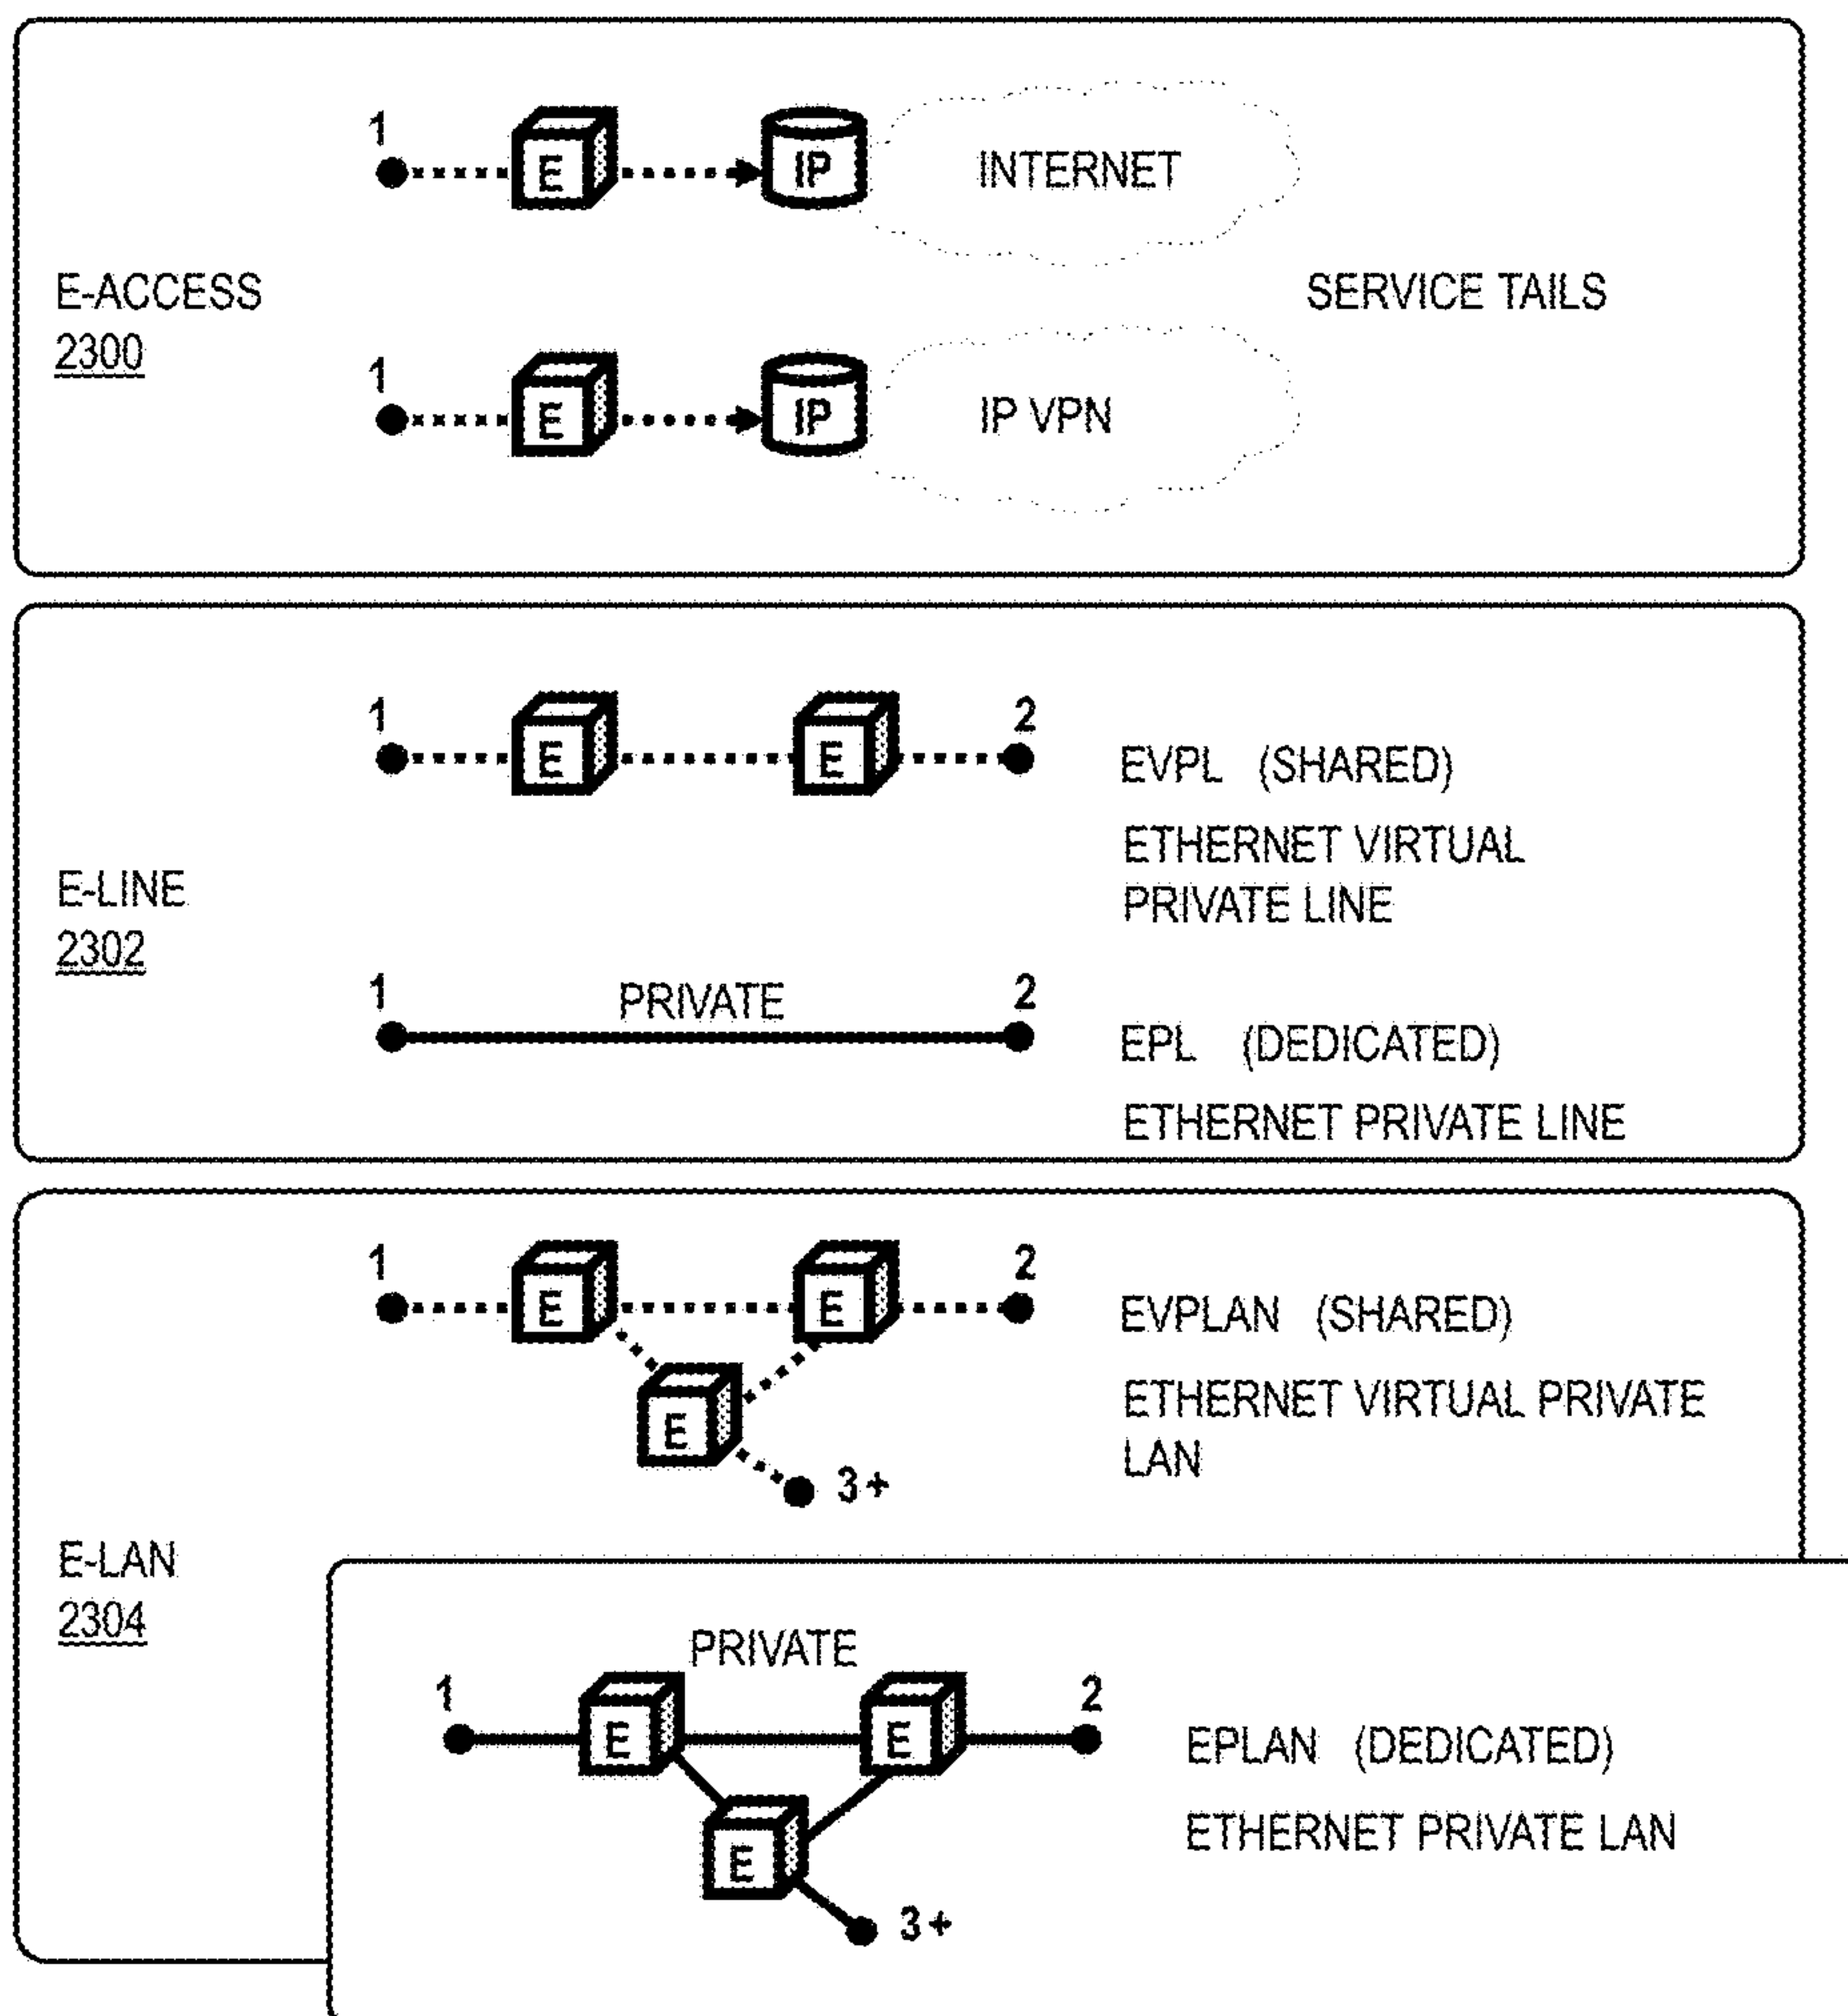 1
E
IP
INTERNET
E-ACCESS
2300
SERVICE TAILS
1
E
IP
IP VPN
1
E
E
2
EVPL (SHARED)
ETHERNET VIRTUAL
PRIVATE LINE
E-LINE
2302
1
PRIVATE
2
EPL (DEDICATED)
ETHERNET PRIVATE LINE
1
E
E
2
EVPLAN (SHARED)
E
3+
ETHERNET VIRTUAL PRIVATE
LAN
E-LAN
2304
PRIVATE
1
E
E
2
EPLAN (DEDICATED)
E
3+
ETHERNET PRIVATE LAN